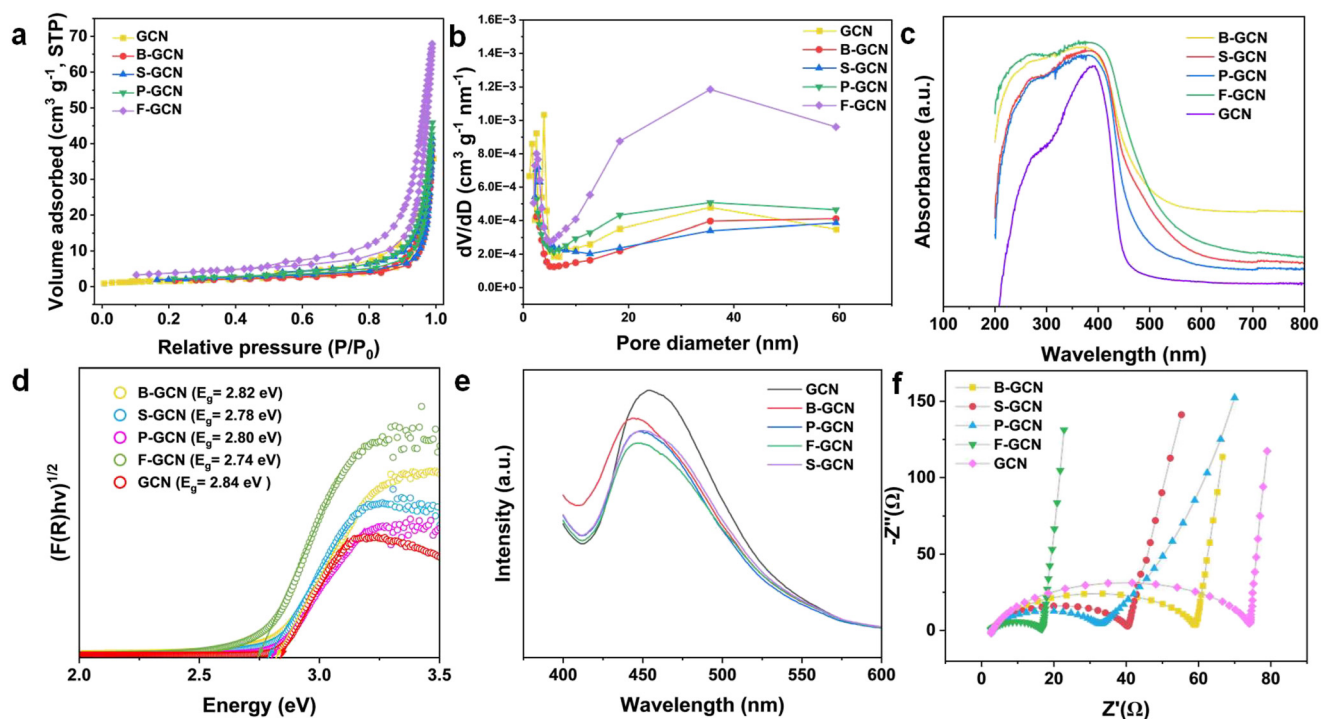 a
Volume adsorbed (cm³ g⁻¹, STP)
70
60
50
40
30
20
10
0
GCN
B-GCN
S-GCN
P-GCN
F-GCN
0.0 0.2 0.4 0.6 0.8 1.0
Relative pressure (P/P₀)
b
dV/dD (cm³ g⁻¹ nm⁻¹)
1.6E-3
1.4E-3
1.2E-3
1.0E-3
8.0E-4
6.0E-4
4.0E-4
2.0E-4
0.0E+0
GCN
B-GCN
S-GCN
P-GCN
F-GCN
0 20 40 60
Pore diameter (nm)
c
Absorbance (a.u.)
B-GCN
S-GCN
P-GCN
F-GCN
GCN
100 200 300 400 500 600 700 800
Wavelength (nm)
d
(F(R)hv)¹/²
B-GCN (Eg= 2.82 eV)
S-GCN (Eg= 2.78 eV)
P-GCN (Eg= 2.80 eV)
F-GCN (Eg= 2.74 eV)
GCN (Eg= 2.84 eV )
2.0 2.5 3.0 3.5
Energy (eV)
e
Intensity (a.u.)
GCN
B-GCN
P-GCN
F-GCN
S-GCN
400 450 500 550 600
Wavelength (nm)
f
-Z"(Ω)
150
100
50
0
B-GCN
S-GCN
P-GCN
F-GCN
GCN
0 20 40 60 80
Z'(Ω)